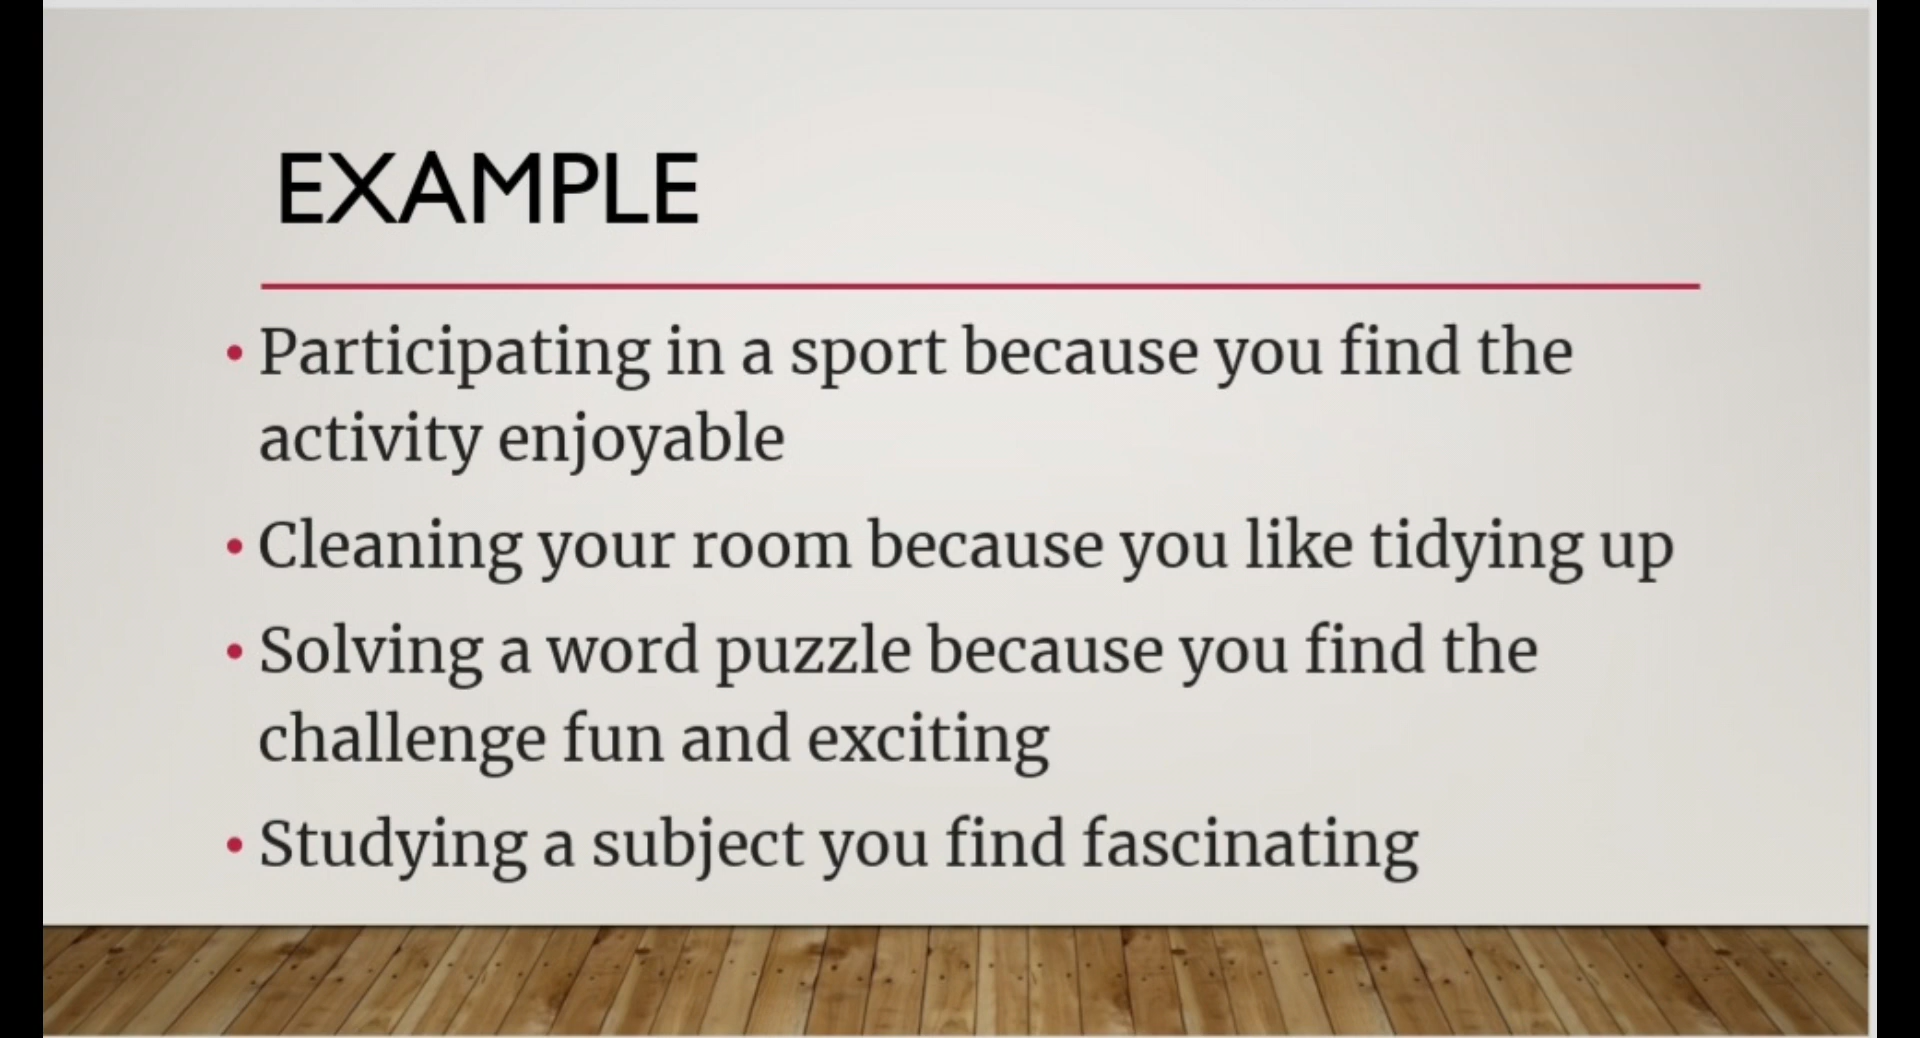 EXAMPLE
• Participating in a sport because you find the
activity enjoyable
• Cleaning your room because you like tidying up
• Solving a word puzzle because you find the
challenge fun and exciting
• Studying a subject you find fascinating